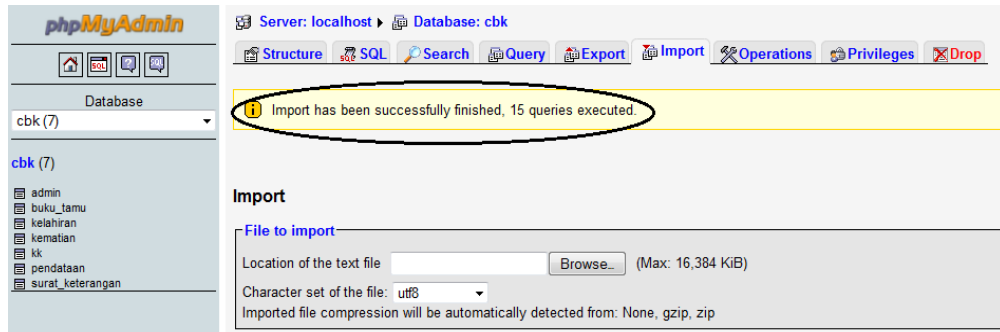 phpMyAdmin
SQL
SQL
Database
cbk (7)
cbk (7)
admin
buku_tamu
kelahiran
kematian
kk
pendataan
surat_keterangan
Server: localhost Database: cbk
Structure SQL Search Query Export Import Operations Privileges Drop
Import has been successfully finished, 15 queries executed.
Import
File to import
Location of the text file Browse.. (Max: 16,384 KiB)
Character set of the file: utf8
Imported file compression will be automatically detected from: None, gzip, zip